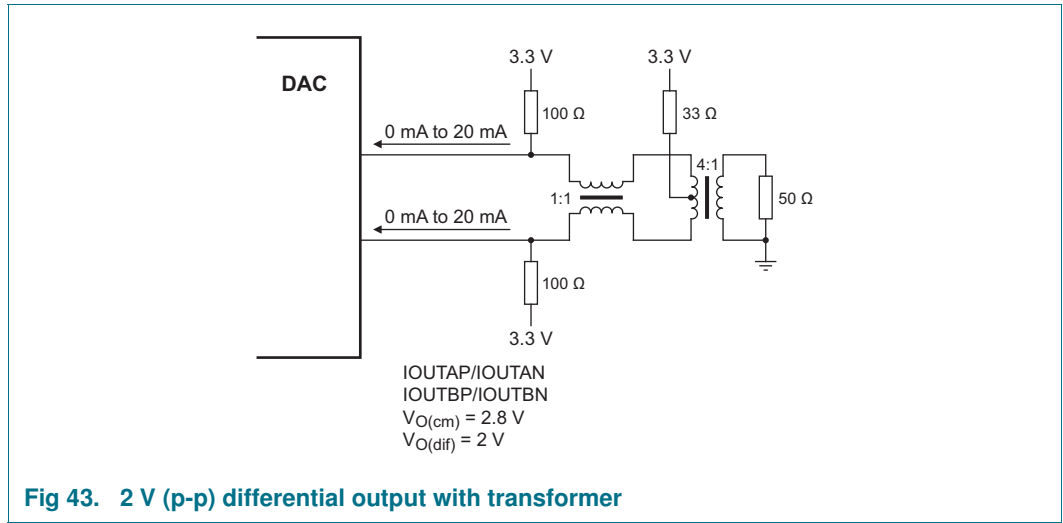 3.3 V
3.3 V
DAC
100 Ω
33 Ω
0 mA to 20 mA
4:1
1:1
50 Ω
0 mA to 20 mA
100 Ω
3.3 V
IOUTAP/IOUTAN
IOUTBP/IOUTBN
VO(cm) = 2.8 V
VO(dif) = 2 V
Fig 43. 2 V (p-p) differential output with transformer